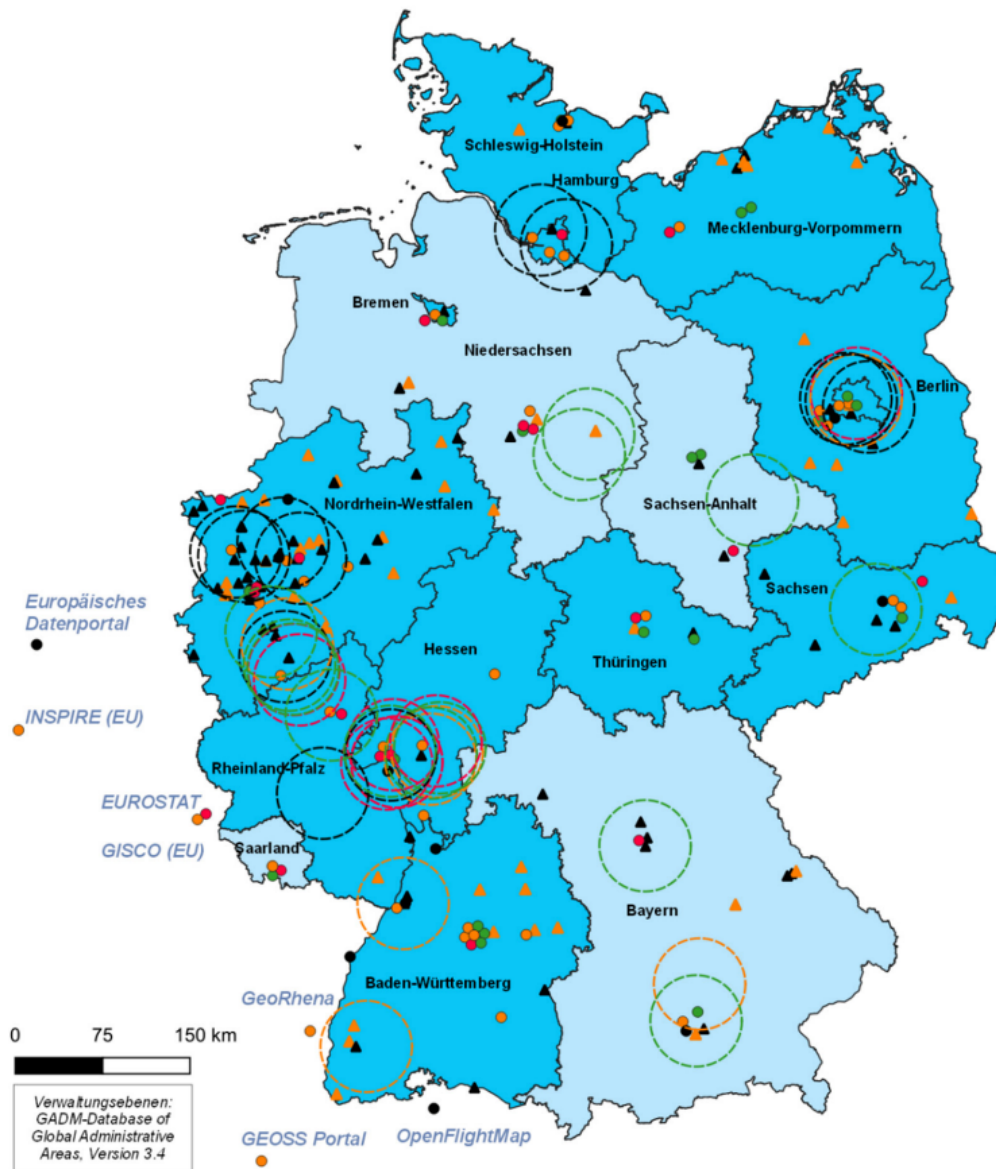 Schleswig-Holstein
Hamburg
Mecklenburg-Vorpommern
Bremen
Niedersachsen
Berlin
Nordrhein-Westfalen
Sachsen-Anhalt
Sachsen
Europäisches
Datenportal
Hessen
Thüringen
INSPIRE (EU)
Rheinland-Pfalz
EUROSTAT
GISCO (EU)
Saarland
Bayern
Baden-Württemberg
GeoRhena
0 75 150 km
Verwaltungsebenen:
GADM-Database of
Global Administrative
Areas, Version 3.4
GEOSS Portal
OpenFlightMap